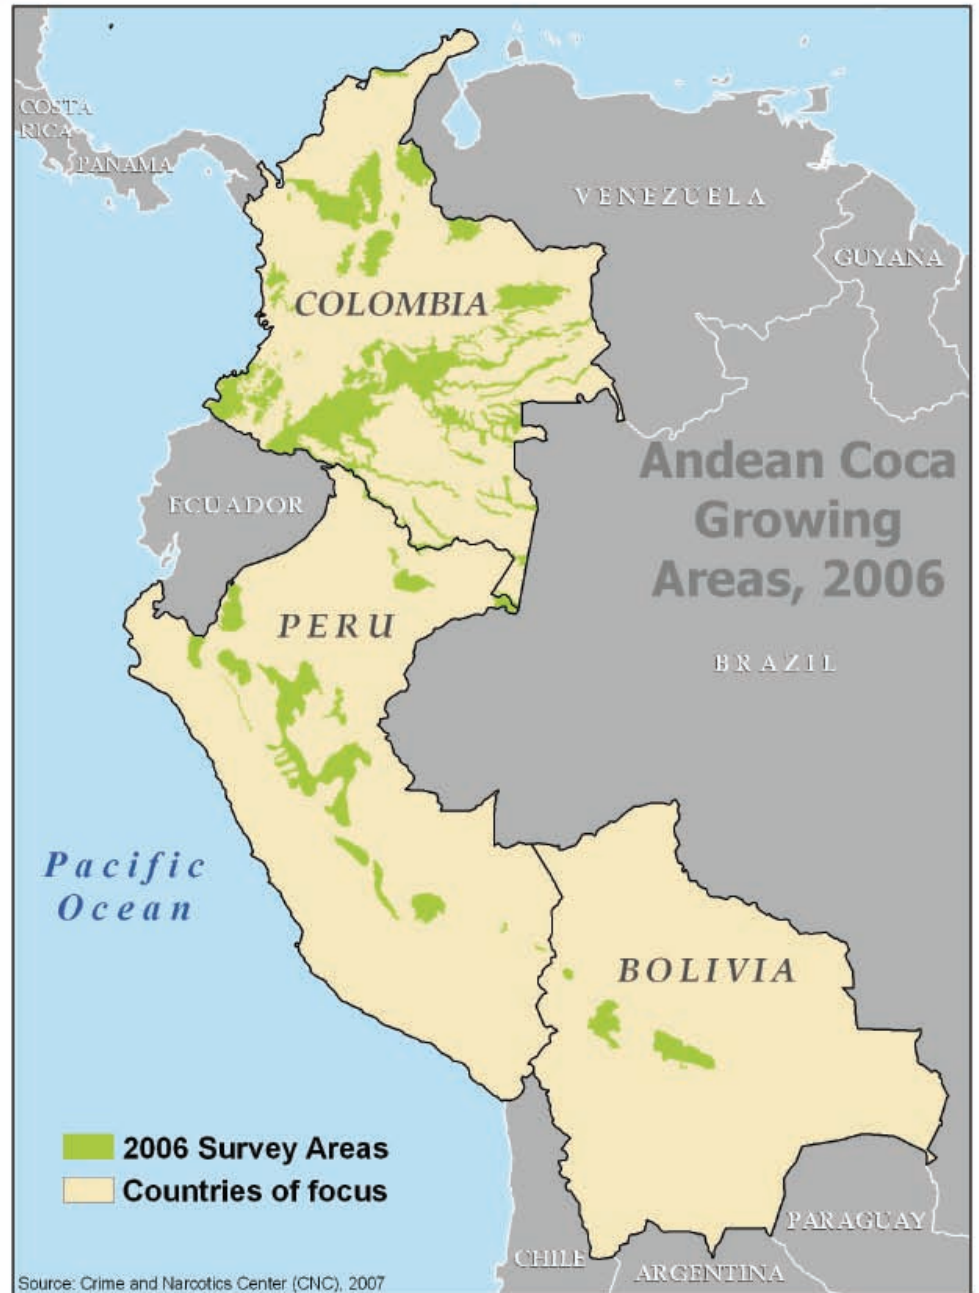 COSTA
RICA
PANAMA
VENEZUELA
GUYANA
COLOMBIA
Andean Coca
Growing
Areas, 2006
ECUADOR
PERU
BRAZIL
Pacific
Ocean
BOLIVIA
2006 Survey Areas
Countries of focus
PARAGUAY
CHILE
ARGENTINA
Source: Crime and Narcotics Center (CNC), 2007